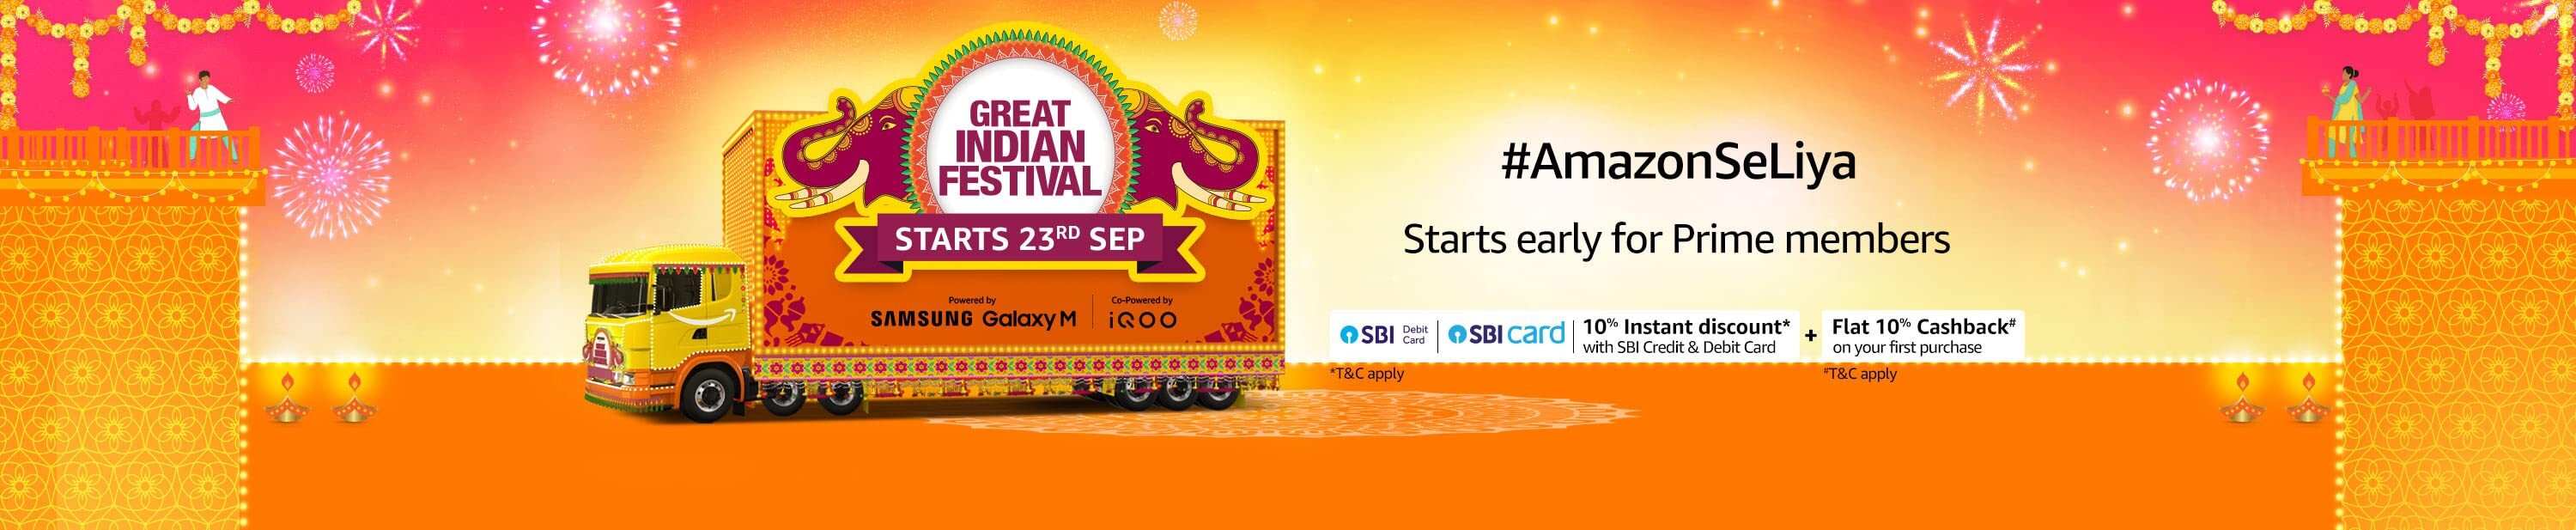 GREAT
INDIAN
FESTIVAL
STARTS 23RD SEP
Powered by
SAMSUNG Galaxy M
Co-Powered by
iQOO
#AmazonSeLiya
Starts early for Prime members
SBI Debit Card
SBI card
10% Instant discount*
with SBI Credit & Debit Card
*T&C apply
+
Flat 10% Cashback#
on your first purchase
#T&C apply